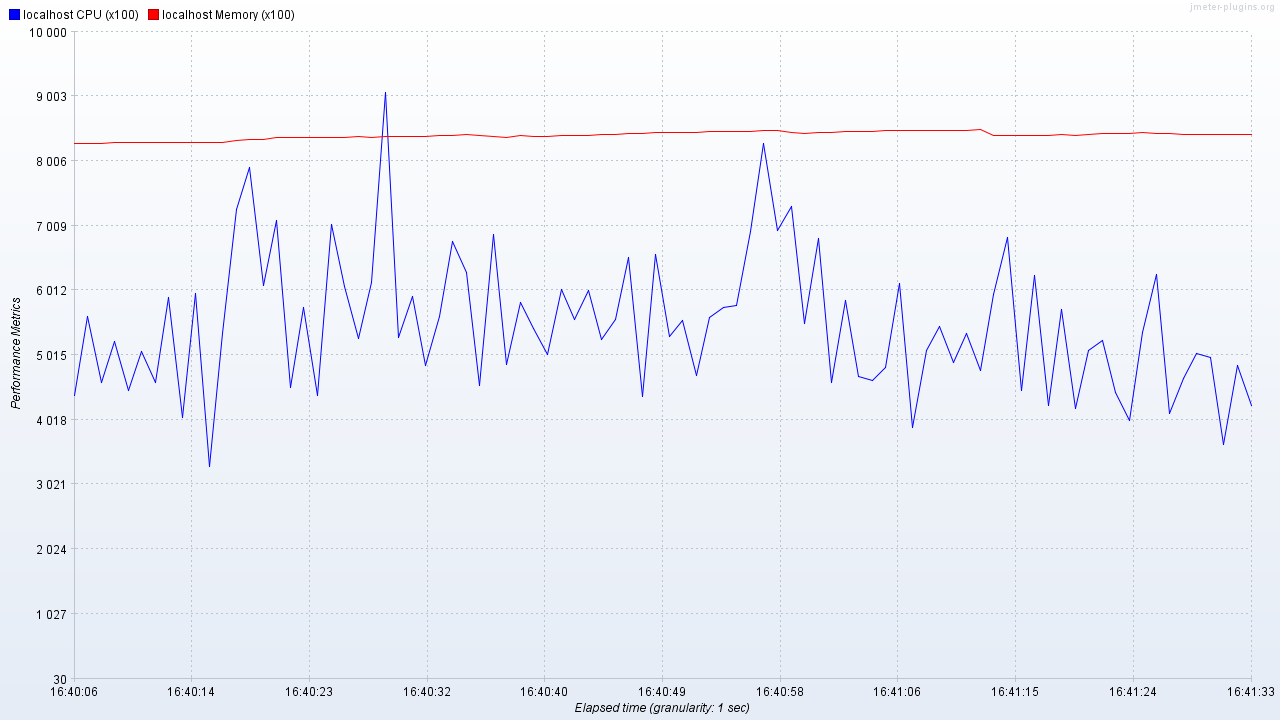 localhost CPU (x100) localhost Memory (x100)
jmeter-plugins.org
10 000
9 003
8 006
7 009
6 012
5 015
4 018
3 021
2 024
1 027
30
Performance Metrics
16:40:06 16:40:14 16:40:23 16:40:32 16:40:40 16:40:49 16:40:58 16:41:06 16:41:15 16:41:24 16:41:33
Elapsed time (granularity: 1 sec)